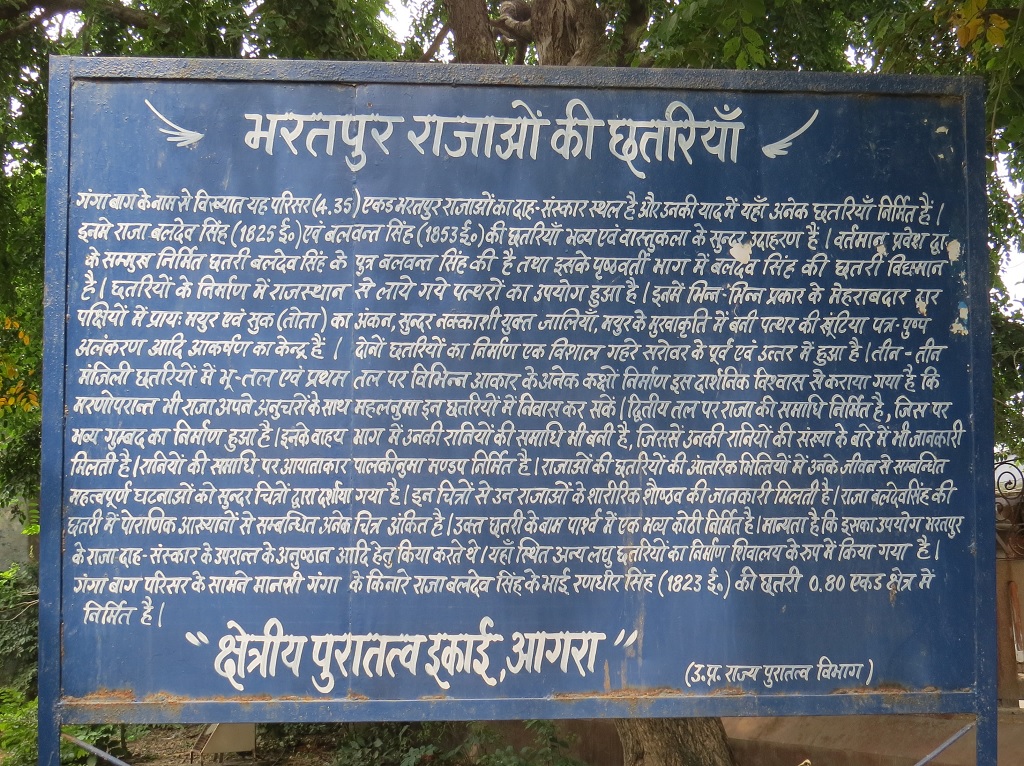 भरतपुर राजाओं की छतरियाँ
गंगा बाग के नाम से विख्यात यह परिसर (4.35) एकड भरतपुर राजाओं का दाह-संस्कार स्थल है और उनकी याद में यहाँ अनेक छतरियाँ निर्मित हैं।
इनमे राजा बलदेव सिंह (1825 ई०) एवं बलवन्त सिंह (1853 ई०) की छतरियाँ भव्य एवं वास्तुकला के सुन्दर उदाहरण हैं। वर्तमान प्रवेश द्वा
के सम्मुख निर्मित छतरी बलदेव सिंह के पुत्र बलवन्त सिंह की है तथा इसके पृष्ठवर्ती भाग में बलदेव सिंह की छतरी विद्यमान
है। छतरियों के निर्माण में राजस्थान से लाये गये पत्थरों का उपयोग हुआ है। इनमें भिन्न-भिन्न प्रकार के मेहराबदार द्वार
पक्षियों में प्रायः मयुर एवं सुक (तोता) का अंकन, सुन्दर नक्काशी युक्त जालियाँ, मयुर के मुखाकृति में बनी पत्थर की खूंटिया पत्र-पुष्प
अलंकरण आदि आकर्षण का केन्द्र हैं। दोनों छतरियों का निर्माण एक विशाल गहरे सरोवर के पूर्व एवं उत्तर में हुआ है। तीन-तीन
मंजिली छतरियों में भू-तल एवं प्रथम तल पर विभिन्न आकार के अनेक कक्षों निर्माण इस दार्शनिक विश्वास से कराया गया है कि
मरणोपरान्त भी राजा अपने अनुचरों के साथ महलनुमा इन छतरियों में निवास कर सकें। द्वितीय तल पर राजा की समाधि निर्मित है, जिस पर
भव्य गुम्बद का निर्माण हुआ है। इनके वाहय भाग में उनकी रानियों की समाधि भी बनी है, जिससें उनकी रानियों की संख्या के बारे में भी जानकारी
मिलती है। रानियों की समाधि पर आयाताकार पालकीनुमा मण्डप निर्मित है। राजाओं की छतरियों की आंतरिक भित्तियों में उनके जीवन से सम्बन्धित
महत्वपूर्ण घटनाओं को सुन्दर चित्रों द्वारा दर्शाया गया है। इन चित्रों से उन राजाओं के शारीरिक शौष्ठव की जानकारी मिलती है। राजा बलदेवसिंह की
छतरी में पोराणिक आख्यानों से सम्बन्धित अनेक चित्र अंकित है। उक्त छतरी के बाम पार्श्व में एक भव्य कोठी निर्मित है। मान्यता है कि इसका उपयोग भरतपुर
के राजा दाह-संस्कार के उपरान्त के अनुष्ठान आदि हेतु किया करते थे। यहाँ स्थित अन्य लघु छतरियों का निर्माण शिवालय के रुप में किया गया है।
गंगा बाग परिसर के सामने मानसी गंगा के किनारे राजा बलदेव सिंह के भाई रणधीर सिंह (1823 ई०) की छतरी 0.80 एकड क्षेत्र में
निर्मित है।
"क्षेत्रीय पुरातत्व इकाई, आगरा"
(उ.प्र. राज्य पुरातत्व विभाग)